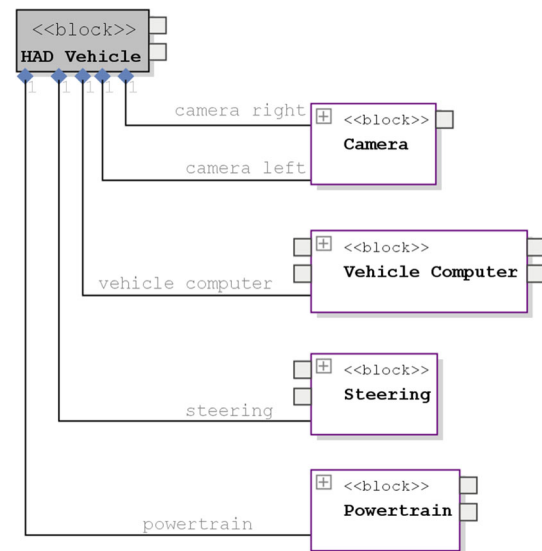 <<block>>
HAD Vehicle
1 1 1 1 1
camera right
<<block>>
Camera
camera left
<<block>>
Vehicle Computer
vehicle computer
<<block>>
Steering
steering
<<block>>
Powertrain
powertrain